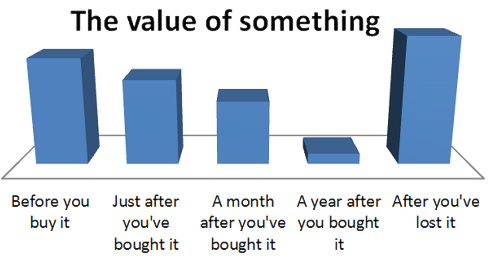 The value of something
Before you
buy it
Just after
you've
bought it
A month
after you've
bought it
A year after
you bought
it
After you've
lost it